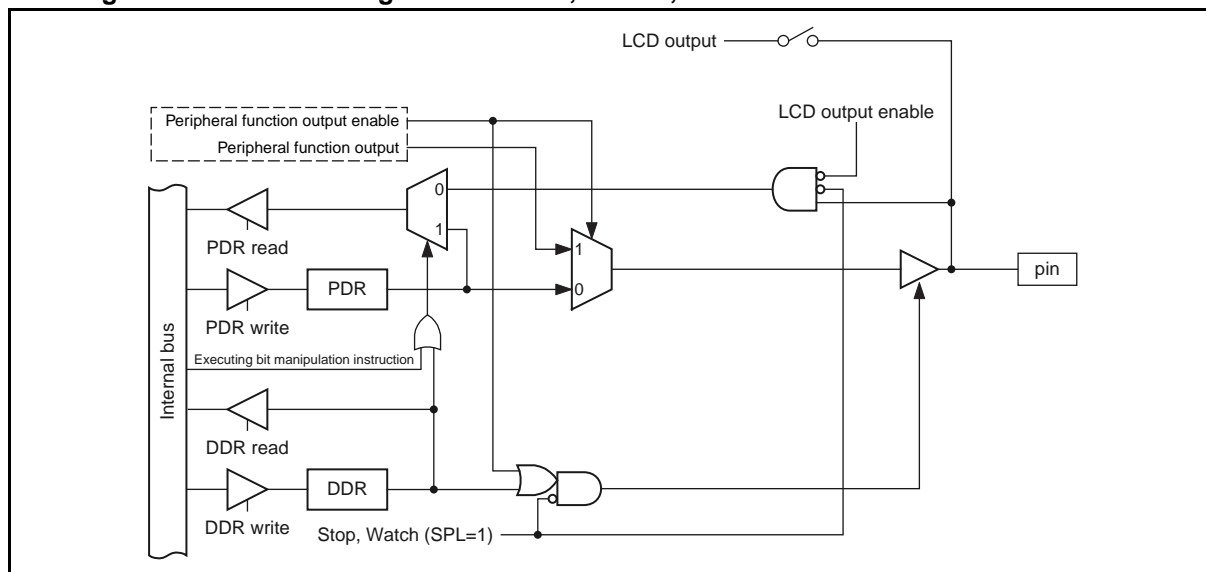 LCD output
LCD output enable
Peripheral function output enable
Peripheral function output
0
1
PDR read
1
PDR
0
pin
PDR write
Executing bit manipulation instruction
Internal bus
DDR read
DDR
DDR write
Stop, Watch (SPL=1)